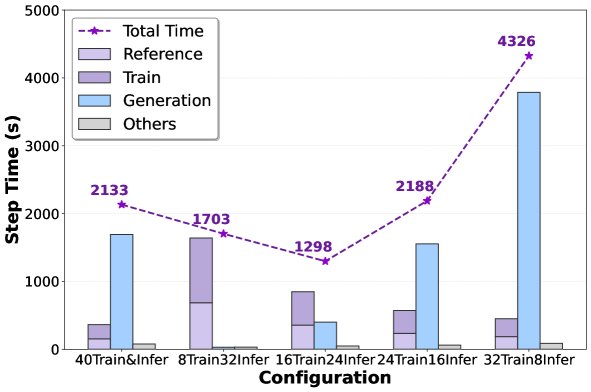 5000
4000
3000
2000
1000
0
Step Time (s)
Total Time
Reference
Train
Generation
Others
2133
1703
1298
2188
4326
40Train&Infer 8Train32Infer 16Train24Infer 24Train16Infer 32Train8Infer
Configuration